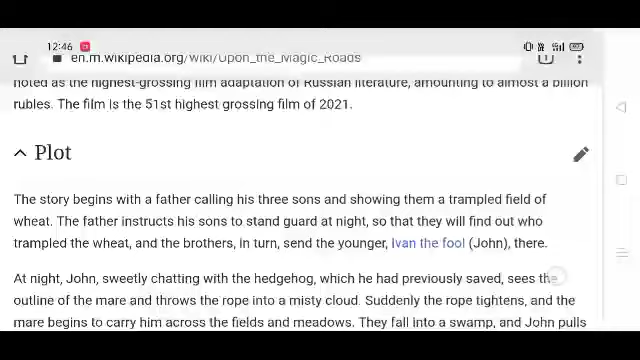 12:46
en.m.wikipedia.org/wiki/Upon_the_Magic_Roads
noted as the highest-grossing film adaptation of Russian literature, amounting to almost a billion
rubles. The film is the 51st highest grossing film of 2021.
Plot
The story begins with a father calling his three sons and showing them a trampled field of
wheat. The father instructs his sons to stand guard at night, so that they will find out who
trampled the wheat, and the brothers, in turn, send the younger, Ivan the fool (John), there.
At night, John, sweetly chatting with the hedgehog, which he had previously saved, sees the
outline of the mare and throws the rope into a misty cloud. Suddenly the rope tightens, and the
mare begins to carry him across the fields and meadows. They fall into a swamp, and John pulls